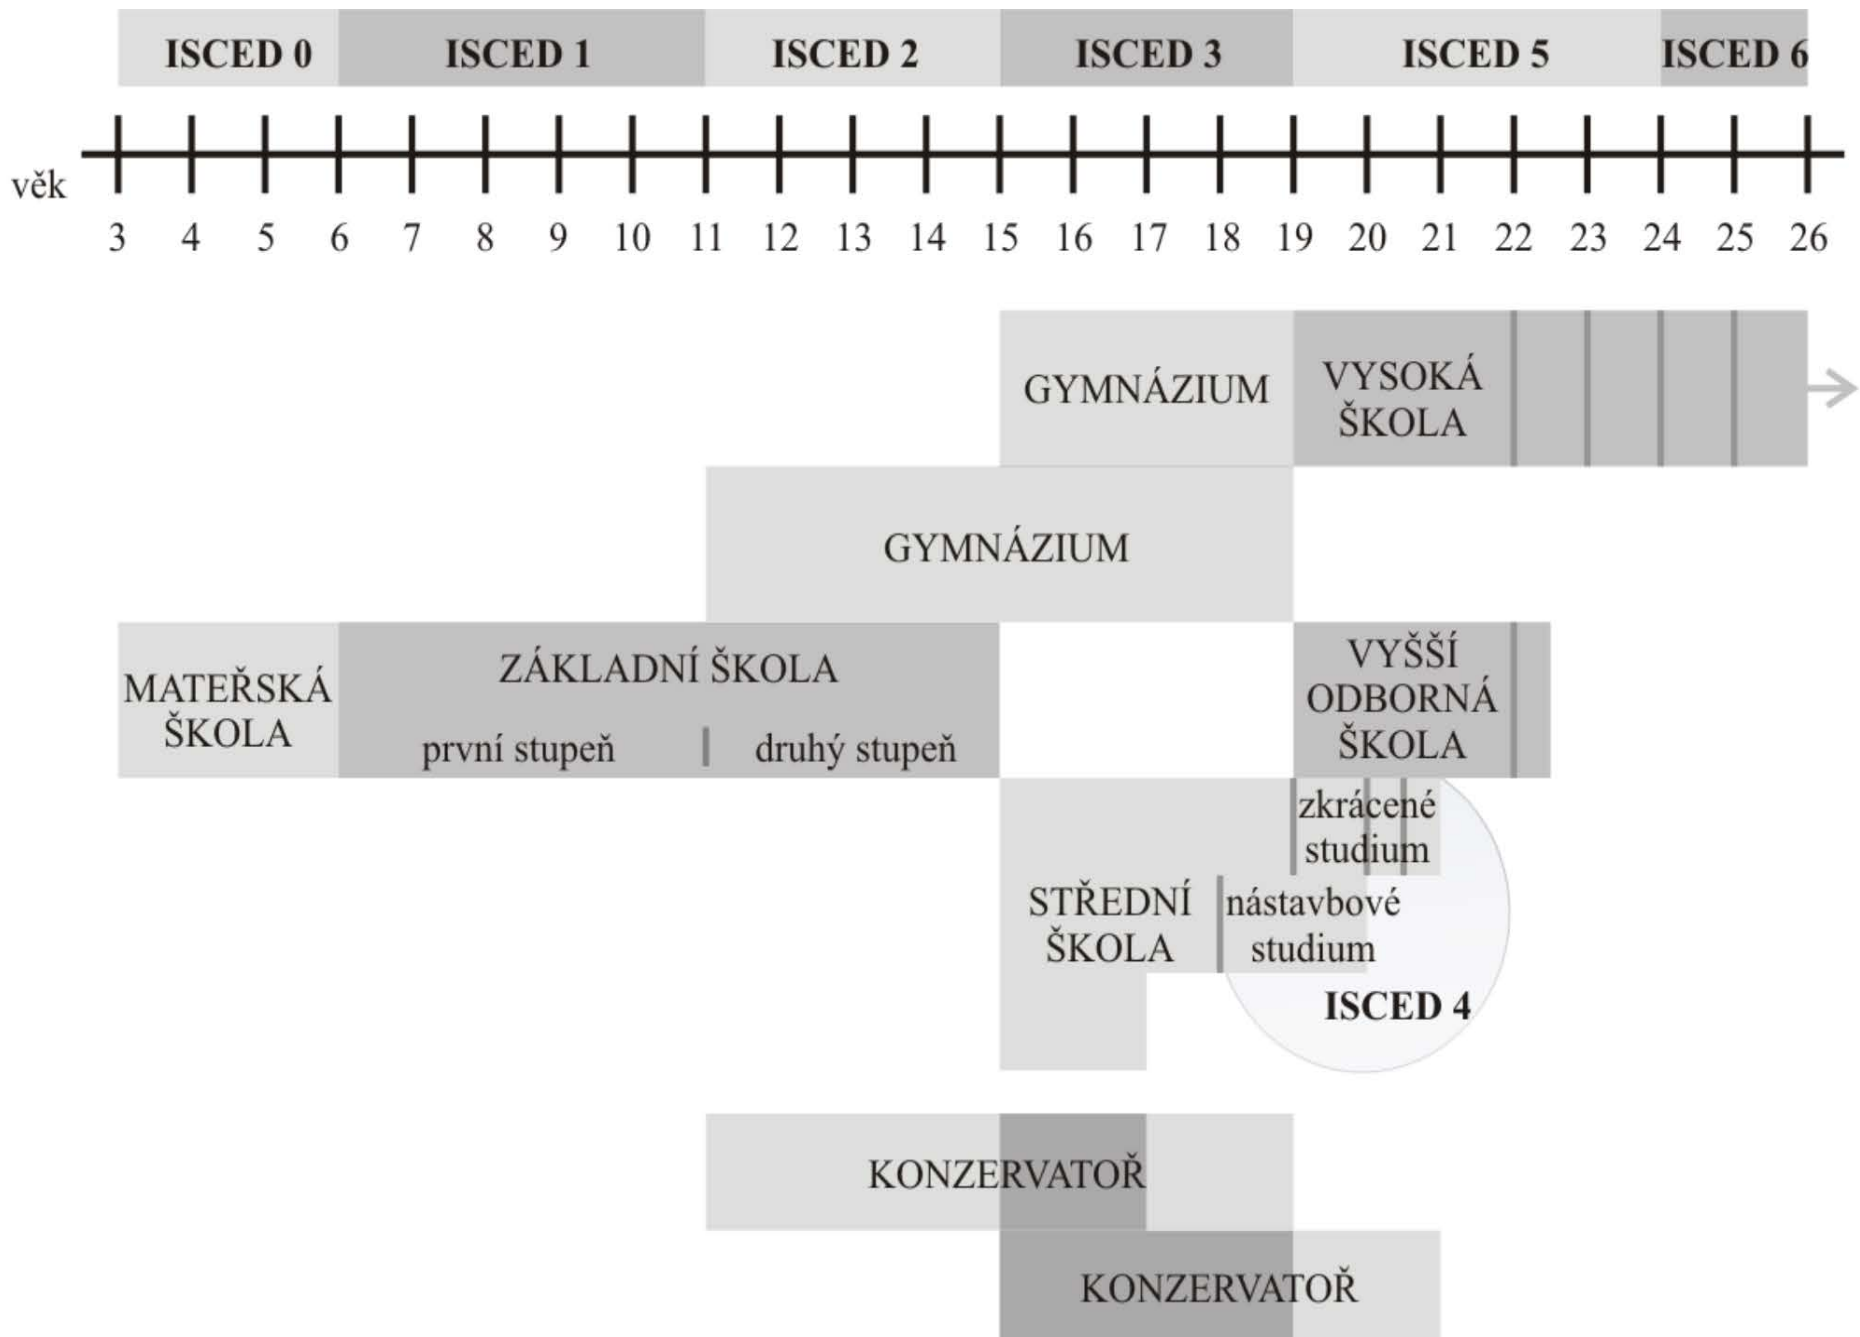 ISCED 0 ISCED 1 ISCED 2 ISCED 3 ISCED 5 ISCED 6
věk
3 4 5 6 7 8 9 10 11 12 13 14 15 16 17 18 19 20 21 22 23 24 25 26
GYMNÁZIUM
VYSOKÁ
ŠKOLA
GYMNÁZIUM
MATEŘSKÁ
ŠKOLA
ZÁKLADNÍ ŠKOLA
první stupeň
druhý stupeň
VYŠŠÍ
ODBORNÁ
ŠKOLA
zkrácené
studium
STŘEDNÍ
ŠKOLA
nástavbové
studium
ISCED 4
KONZERVATOŘ
KONZERVATOŘ